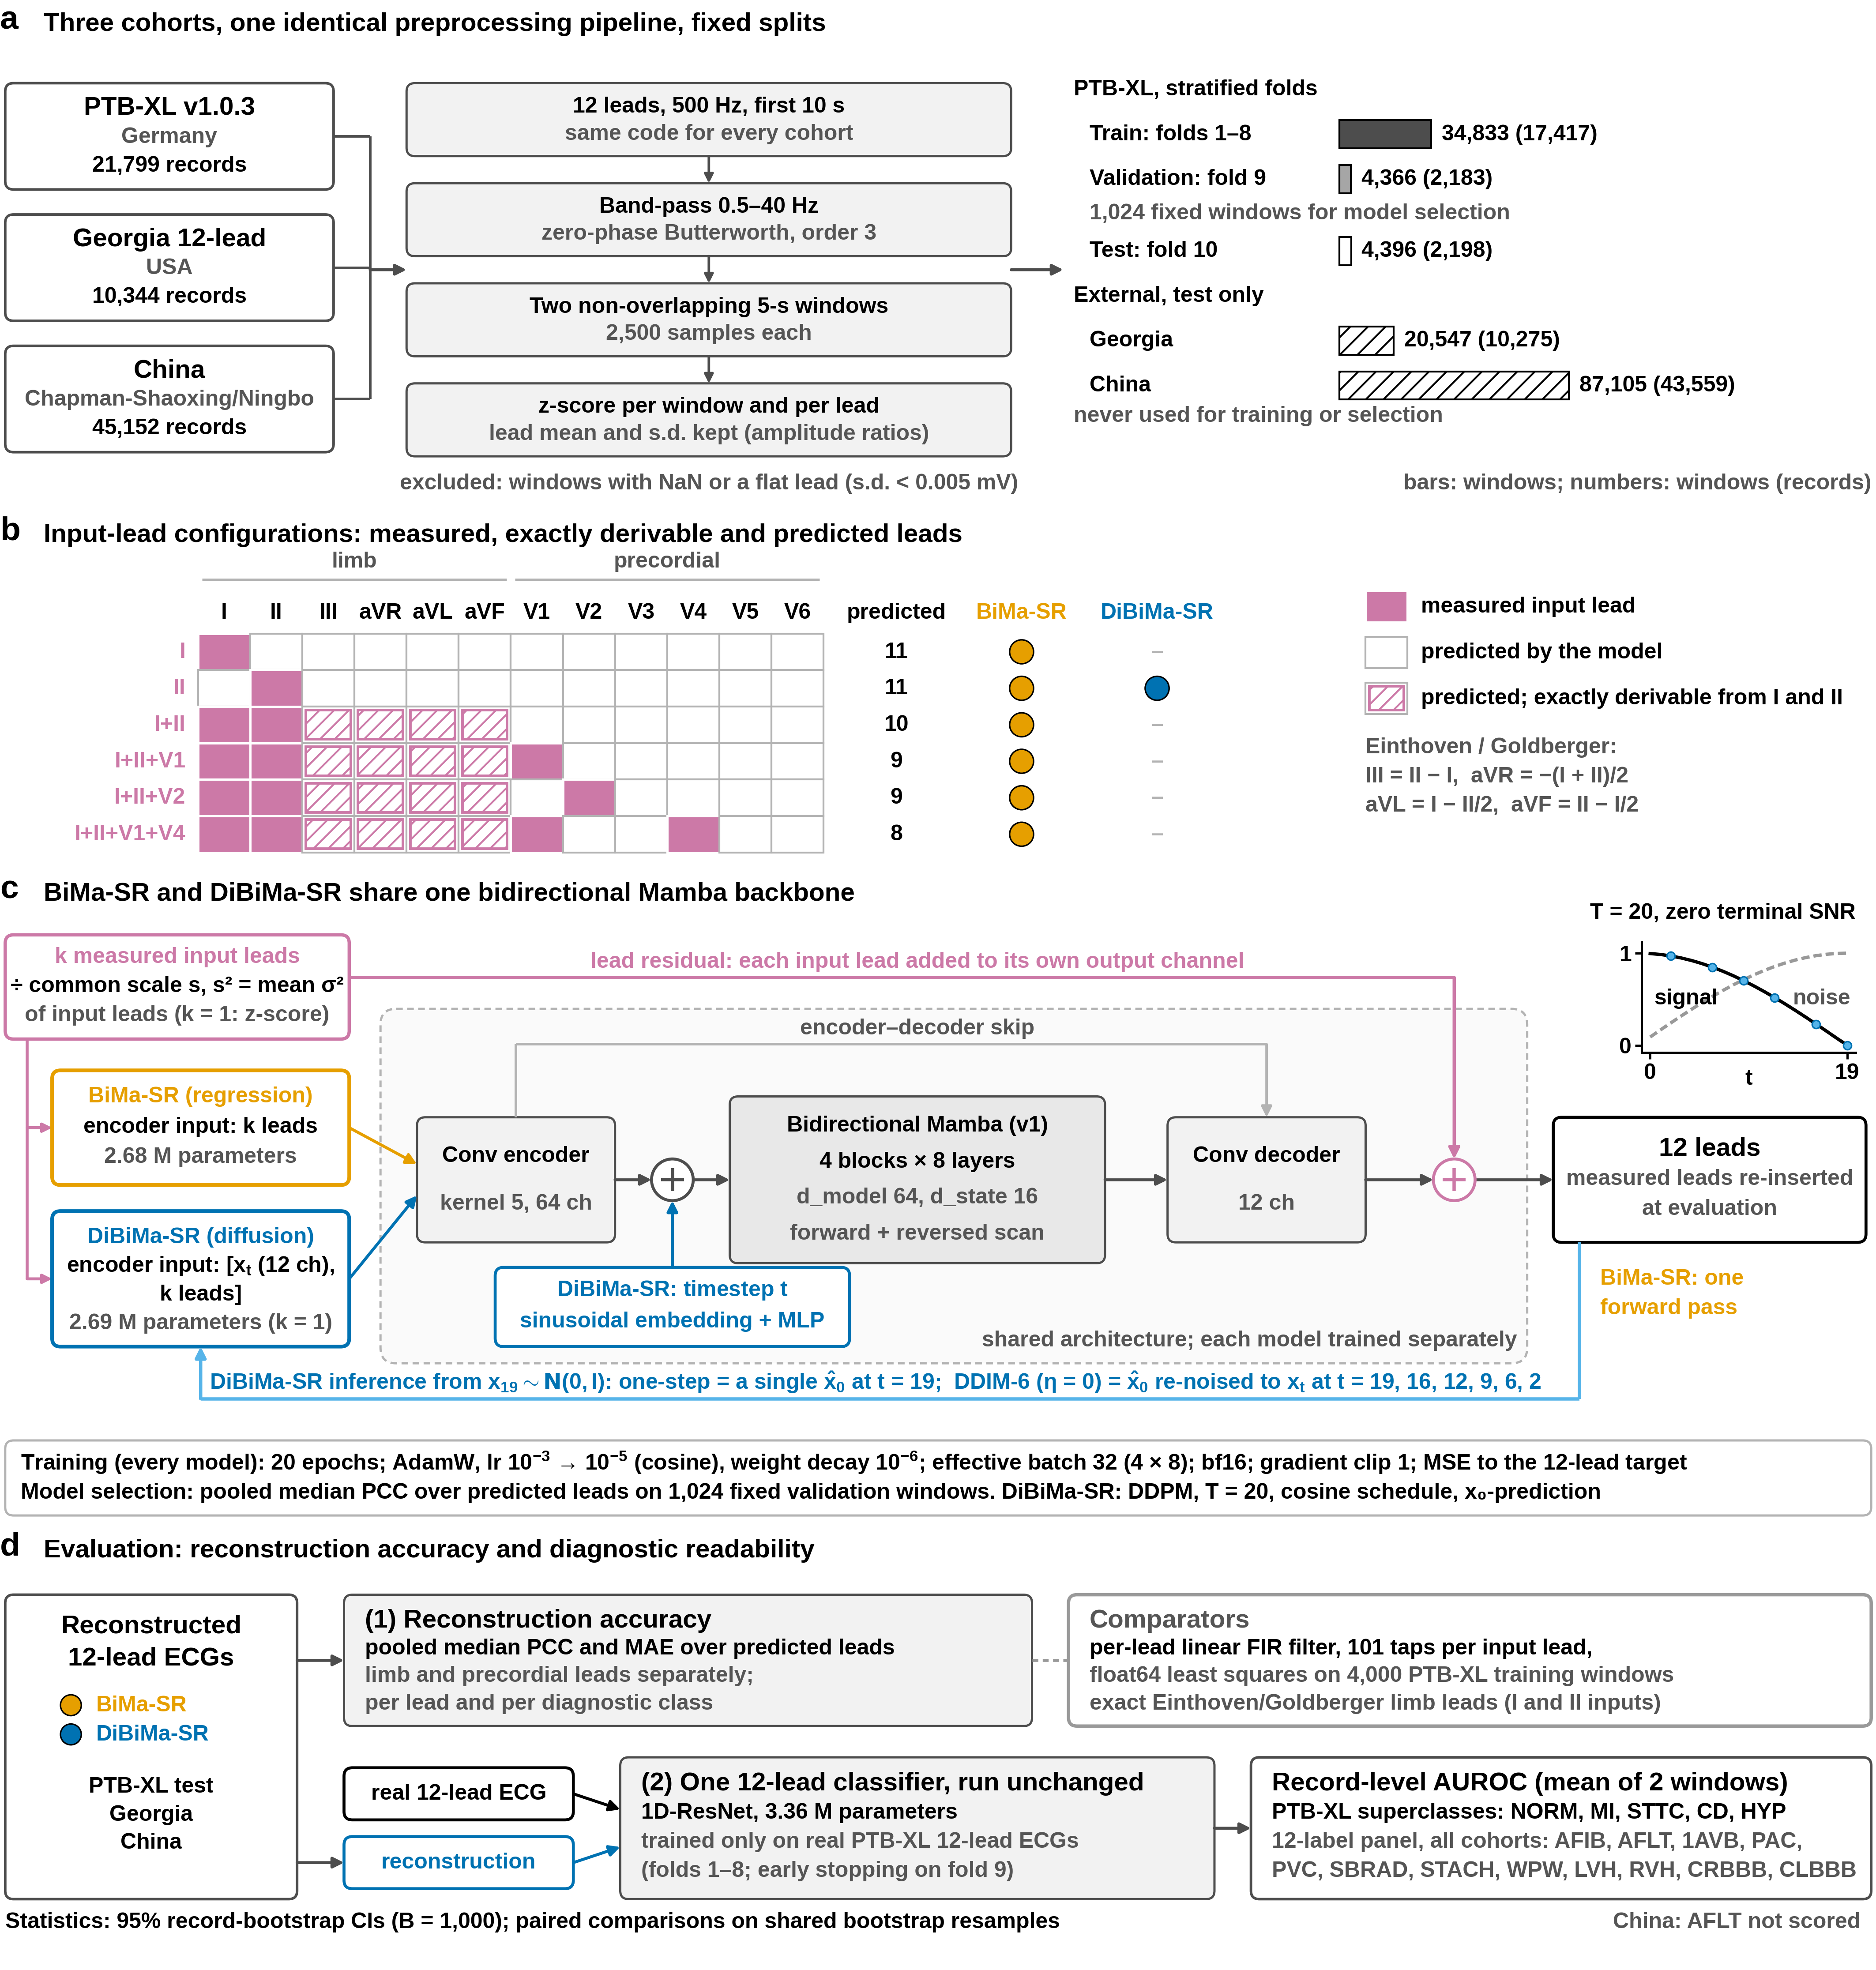 a Three cohorts, one identical preprocessing pipeline, fixed splits
PTB-XL v1.0.3
Germany
21,799 records
Georgia 12-lead
USA
10,344 records
China
Chapman-Shaoxing/Ningbo
45,152 records
12 leads, 500 Hz, first 10 s
same code for every cohort
Band-pass 0.5–40 Hz
zero-phase Butterworth, order 3
Two non-overlapping 5-s windows
2,500 samples each
z-score per window and per lead
lead mean and s.d. kept (amplitude ratios)
excluded: windows with NaN or a flat lead (s.d. < 0.005 mV)
PTB-XL, stratified folds
Train: folds 1–8 34,833 (17,417)
Validation: fold 9 4,366 (2,183)
1,024 fixed windows for model selection
Test: fold 10 4,396 (2,198)
External, test only
Georgia 20,547 (10,275)
China 87,105 (43,559)
never used for training or selection
bars: windows; numbers: windows (records)
b Input-lead configurations: measured, exactly derivable and predicted leads
limb precordial
I II III aVR aVL aVF V1 V2 V3 V4 V5 V6 predicted BiMa-SR DiBiMa-SR
I 11 –
II 11
I+II 10 –
I+II+V1 9 –
I+II+V2 9 –
I+II+V1+V4 8 –
measured input lead
predicted by the model
predicted; exactly derivable from I and II
Einthoven / Goldberger:
III = II − I, aVR = −(I + II)/2
aVL = I − II/2, aVF = II − I/2
c BiMa-SR and DiBiMa-SR share one bidirectional Mamba backbone
k measured input leads
÷ common scale s, s² = mean σ²
of input leads (k = 1: z-score)
lead residual: each input lead added to its own output channel
BiMa-SR (regression)
encoder input: k leads
2.68 M parameters
DiBiMa-SR (diffusion)
encoder input: [xₜ (12 ch),
k leads]
2.69 M parameters (k = 1)
encoder–decoder skip
Conv encoder
kernel 5, 64 ch
Bidirectional Mamba (v1)
4 blocks × 8 layers
d_model 64, d_state 16
forward + reversed scan
Conv decoder
12 ch
DiBiMa-SR: timestep t
sinusoidal embedding + MLP
shared architecture; each model trained separately
T = 20, zero terminal SNR
1
signal noise
0
0 t 19
12 leads
measured leads re-inserted
at evaluation
BiMa-SR: one
forward pass
DiBiMa-SR inference from x₁₉ ∼ N(0, I): one-step = a single x̂₀ at t = 19; DDIM-6 (η = 0) = x̂₀ re-noised to xₜ at t = 19, 16, 12, 9, 6, 2
Training (every model): 20 epochs; AdamW, lr 10⁻³ → 10⁻⁵ (cosine), weight decay 10⁻⁶; effective batch 32 (4 × 8); bf16; gradient clip 1; MSE to the 12-lead target
Model selection: pooled median PCC over predicted leads on 1,024 fixed validation windows. DiBiMa-SR: DDPM, T = 20, cosine schedule, x₀-prediction
d Evaluation: reconstruction accuracy and diagnostic readability
Reconstructed
12-lead ECGs
BiMa-SR
DiBiMa-SR
PTB-XL test
Georgia
China
(1) Reconstruction accuracy
pooled median PCC and MAE over predicted leads
limb and precordial leads separately;
per lead and per diagnostic class
Comparators
per-lead linear FIR filter, 101 taps per input lead,
float64 least squares on 4,000 PTB-XL training windows
exact Einthoven/Goldberger limb leads (I and II inputs)
real 12-lead ECG
reconstruction
(2) One 12-lead classifier, run unchanged
1D-ResNet, 3.36 M parameters
trained only on real PTB-XL 12-lead ECGs
(folds 1–8; early stopping on fold 9)
Record-level AUROC (mean of 2 windows)
PTB-XL superclasses: NORM, MI, STTC, CD, HYP
12-label panel, all cohorts: AFIB, AFLT, 1AVB, PAC,
PVC, SBRAD, STACH, WPW, LVH, RVH, CRBBB, CLBBB
Statistics: 95% record-bootstrap CIs (B = 1,000); paired comparisons on shared bootstrap resamples
China: AFLT not scored